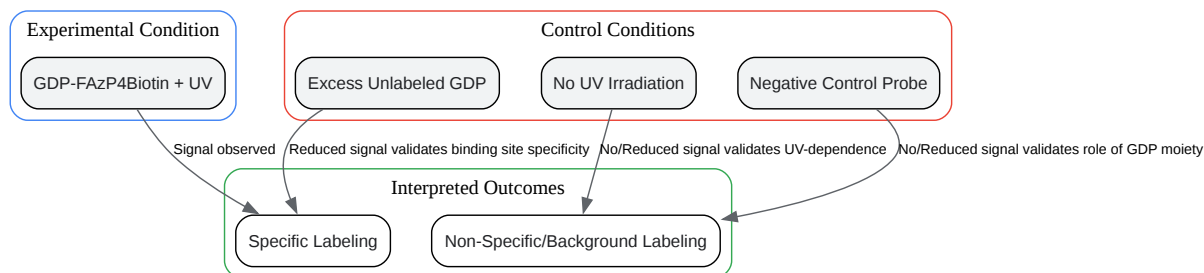 Experimental Condition
Control Conditions
GDP-FAzP4Biotin + UV
Excess Unlabeled GDP
No UV Irradiation
Negative Control Probe
Signal observed
Reduced signal validates binding site specificity
No/Reduced signal validates UV-dependence
No/Reduced signal validates role of GDP moiety
Interpreted Outcomes
Specific Labeling
Non-Specific/Background Labeling